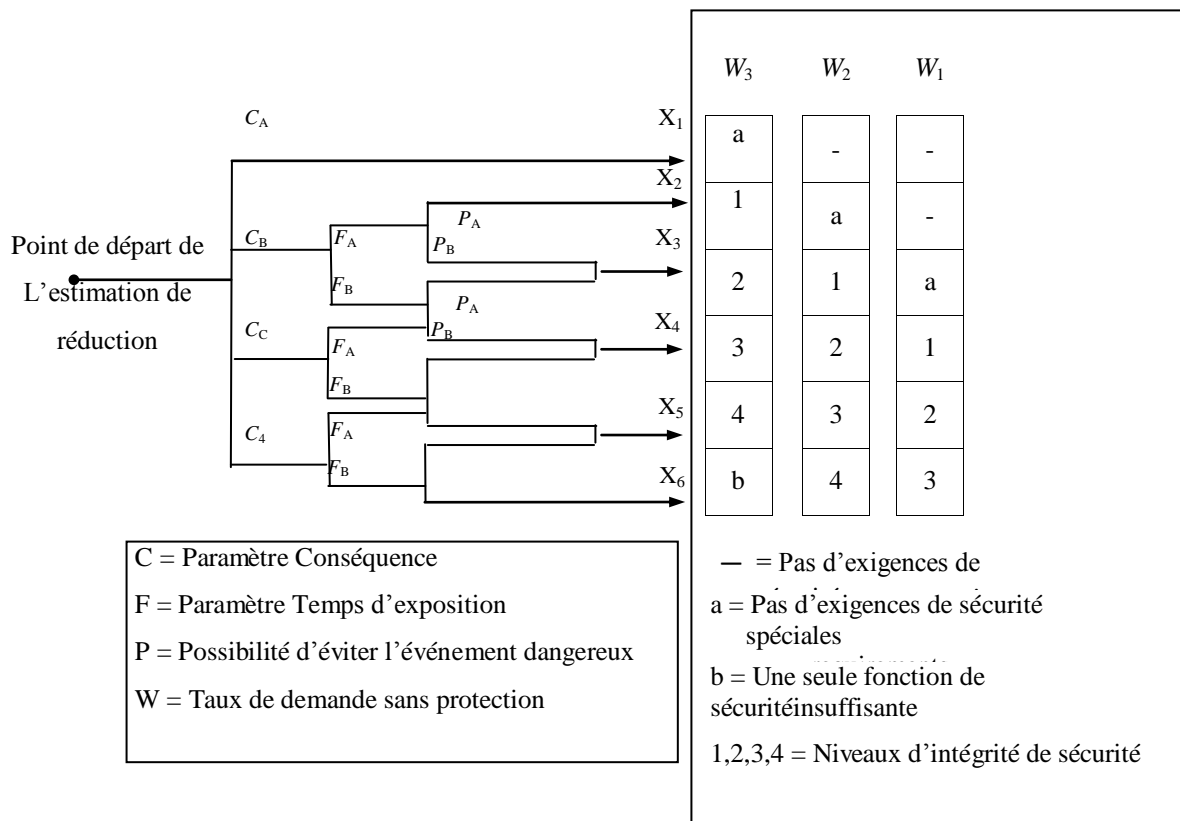 W3 W2 W1
CA X1
a - -
X2
1 a -
PA
CB FA PB X3
Point de départ de
FB 2 1 a
L'estimation de
PA
réduction
CC PB X4
FA 3 2 1
FB
X5
C4 FA 4 3 2
FB X6
b 4 3
C = Paramètre Conséquence
F = Paramètre Temps d'exposition
P = Possibilité d'éviter l'événement dangereux
W = Taux de demande sans protection
— = Pas d'exigences de
a = Pas d'exigences de sécurité
spéciales
b = Une seule fonction de
sécuritéinsuffisante
1,2,3,4 = Niveaux d'intégrité de sécurité